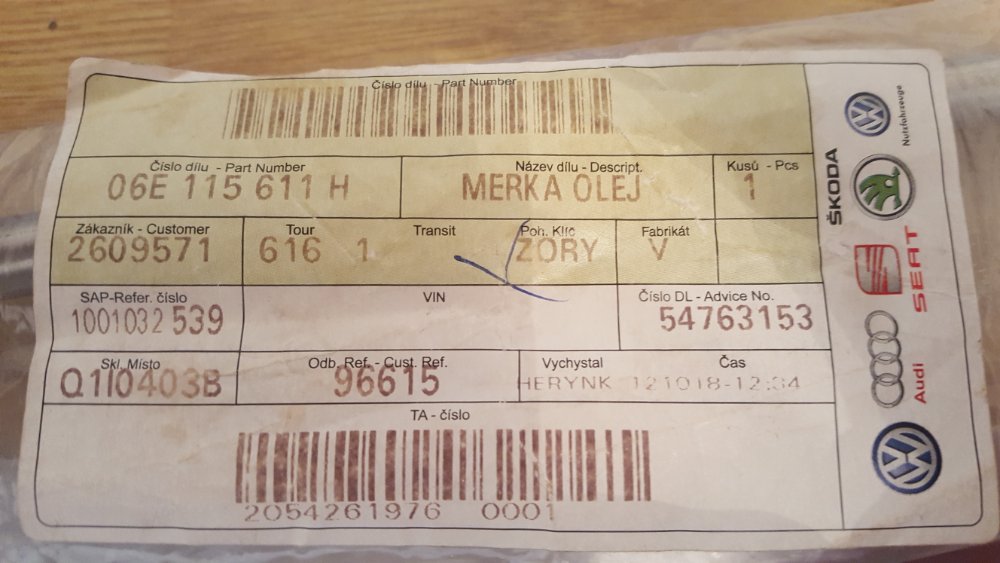 Číslo dílu - Part Number
Číslo dílu - Part Number
Název dílu - Descript.
Kusů - Pcs
06E 115 611 H
MERKA OLEJ
1
Zákazník - Customer
Tour
Transit
Poh. Klíč
Fabrikát
2609571
616 1
ZORY
V
SAP-Refer. číslo
VIN
Číslo DL - Advice No.
1001032 539
54763153
Skl. Místo
Odb. Ref. - Cust. Ref.
Vychystal
Čas
Q110403B
96615
HERYNK 121018-12:34
TA - číslo
2054261976 0001
Nutzfahrzeuge
ŠKODA
SEAT
Audi